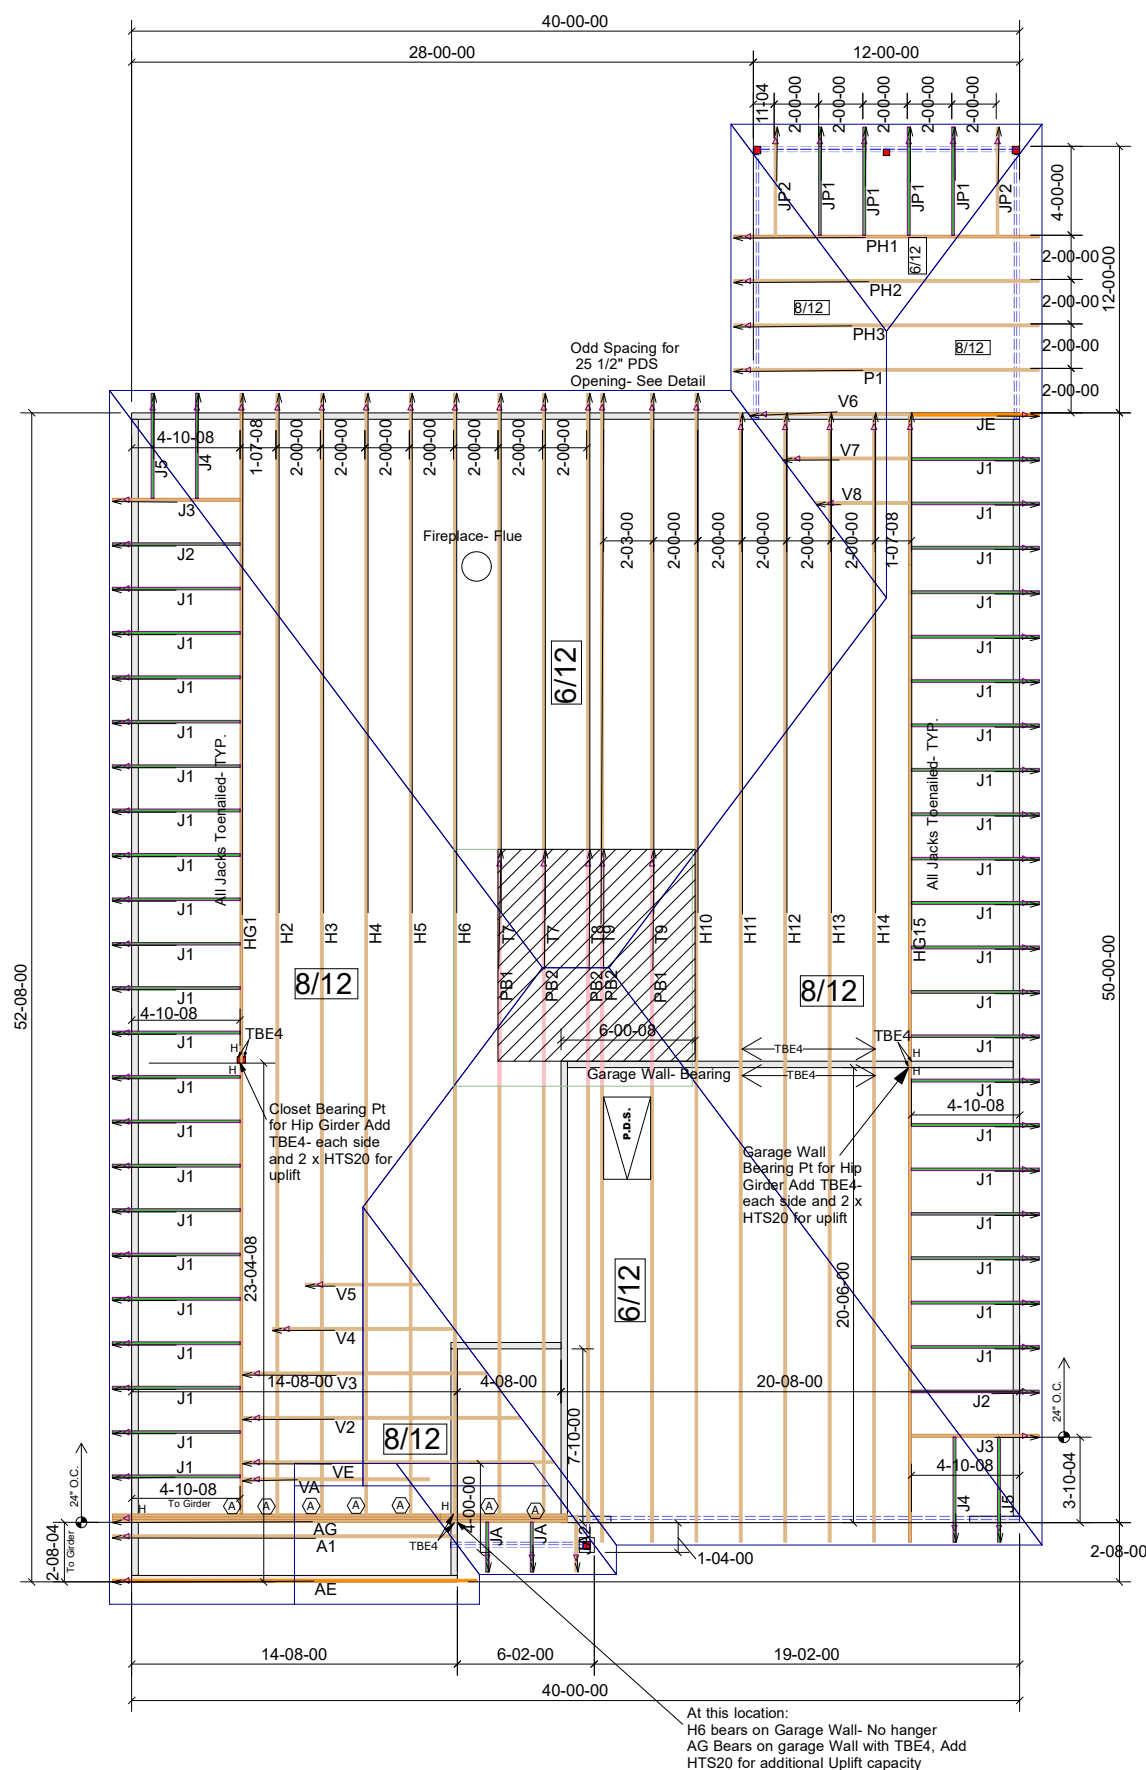 40-00-00
28-00-00
12-00-00
11-04
2-00-00
2-00-00
2-00-00
2-00-00
2-00-00
JP2
JP1
JP1
JP1
JP1
JP2
4-00-00
PH1
6/12
2-00-00
12-00-00
PH2
8/12
2-00-00
PH3
8/12
2-00-00
P1
2-00-00
Odd Spacing for
25 1/2" PDS
Opening- See Detail
V6
JE
4-10-08
1-07-08
2-00-00
2-00-00
2-00-00
2-00-00
2-00-00
2-00-00
2-00-00
J5
J4
V7
J1
J3
V8
J1
J2
Fireplace- Flue
2-03-00
2-00-00
2-00-00
2-00-00
2-00-00
2-00-00
1-07-08
J1
J1
J1
J1
J1
J1
6/12
J1
J1
J1
J1
All Jacks Toenailed- TYP.
All Jacks Toenailed- TYP.
J1
J1
J1
J1
J1
J1
J1
J1
J1
J1
HG1
H2
H3
H4
H5
H6
T7
T7
T8
T9
T9
H10
H11
H12
H13
H14
HG15
J1
J1
8/12
PB1
PB2
PB2
PB2
PB1
8/12
J1
J1
52-08-00
50-00-00
4-10-08
6-00-08
J1
J1
H
TBE4
TBE4
TBE4
H
H
Garage Wall- Bearing
TBE4
H
J1
J1
Closet Bearing Pt
for Hip Girder Add
TBE4- each side
and 2 x HTS20 for
uplift
P.D.S.
4-10-08
Garage Wall
Bearing Pt for Hip
Girder Add TBE4-
each side and 2 x
HTS20 for uplift
J1
J1
J1
J1
J1
J1
23-04-08
6/12
20-06-00
J1
J1
V5
J1
J1
V4
J1
J1
14-08-00
V3
4-08-00
20-08-00
J1
J2
24" O.C.
V2
8/12
7-10-00
J1
J3
J1
VE
4-10-08
3-10-04
4-10-08
VA
To Girder
24" O.C.
H
A
A
A
A
A
H
A
A
4-00-00
J4
J5
AG
A1
TBE4
JA
JA
2-08-04
To Girder
1-04-00
2-08-00
AE
14-08-00
6-02-00
19-02-00
40-00-00
At this location:
H6 bears on Garage Wall- No hanger
AG Bears on garage Wall with TBE4, Add
HTS20 for additional Uplift capacity